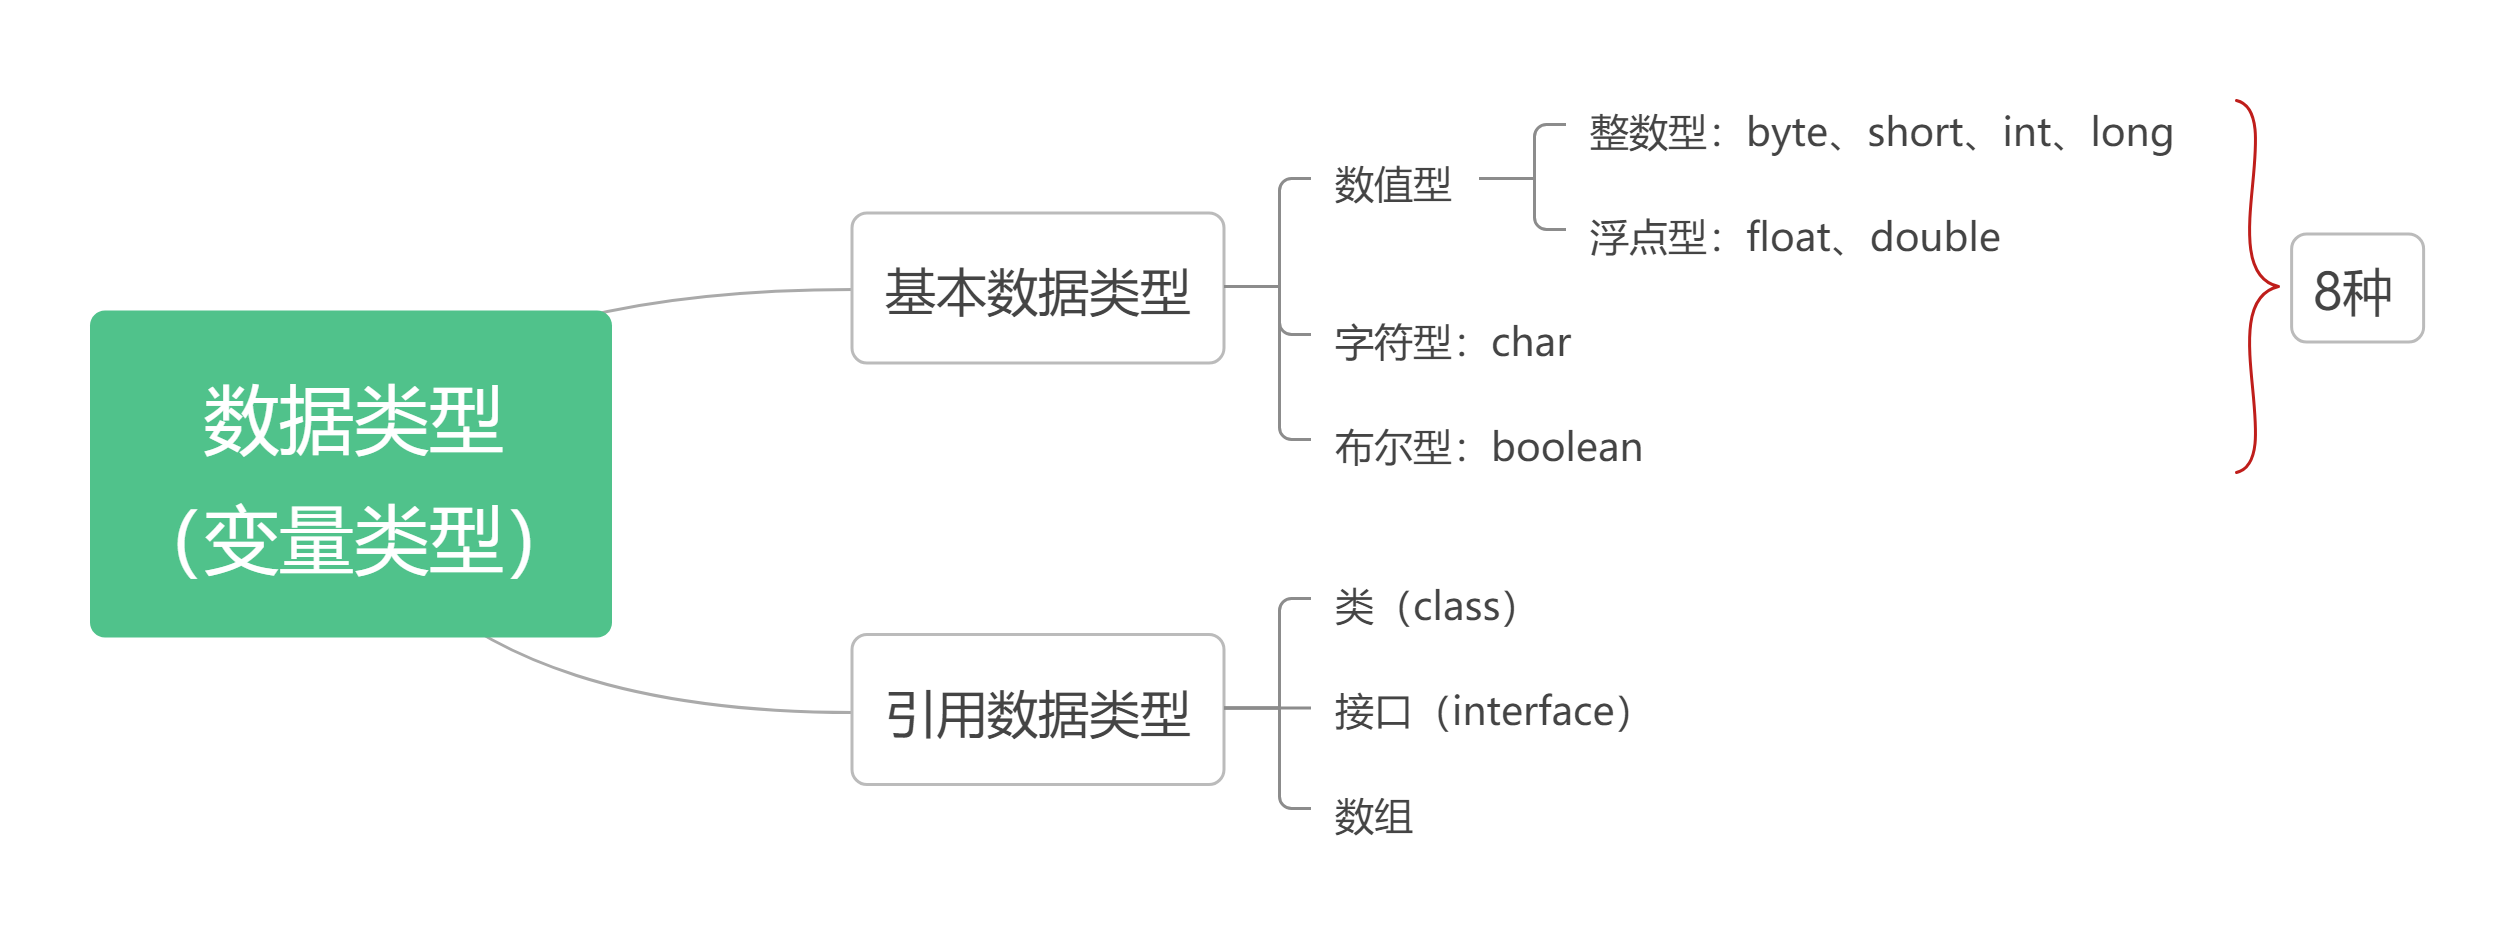 数据类型
(变量类型)
基本数据类型
数值型
整数型：byte、short、int、long
浮点型：float、double
字符型：char
布尔型：boolean
8种
引用数据类型
类（class）
接口（interface）
数组